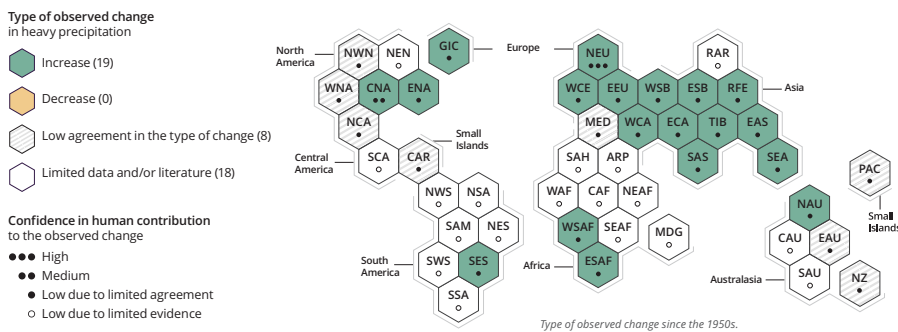 Type of observed change
in heavy precipitation
Increase (19)
Decrease (0)
Low agreement in the type of change (8)
Limited data and/or literature (18)
Confidence in human contribution
to the observed change
●●● High
●● Medium
● Low due to limited agreement
○ Low due to limited evidence
North
America
NWN
NEN
GIC
Europe
NEU
RAR
WNA
CNA
ENA
WCE
EEU
WSB
ESB
RFE
Asia
NCA
MED
WCA
ECA
TIB
EAS
Small
Islands
Central
America
SCA
CAR
SAH
ARP
SAS
SEA
PAC
NWS
NSA
WAF
CAF
NEAF
NAU
Small
Islands
SAM
NES
WSAF
SEAF
MDG
CAU
EAU
South
America
SWS
SES
Africa
ESAF
Australasia
SAU
NZ
SSA
Type of observed change since the 1950s.